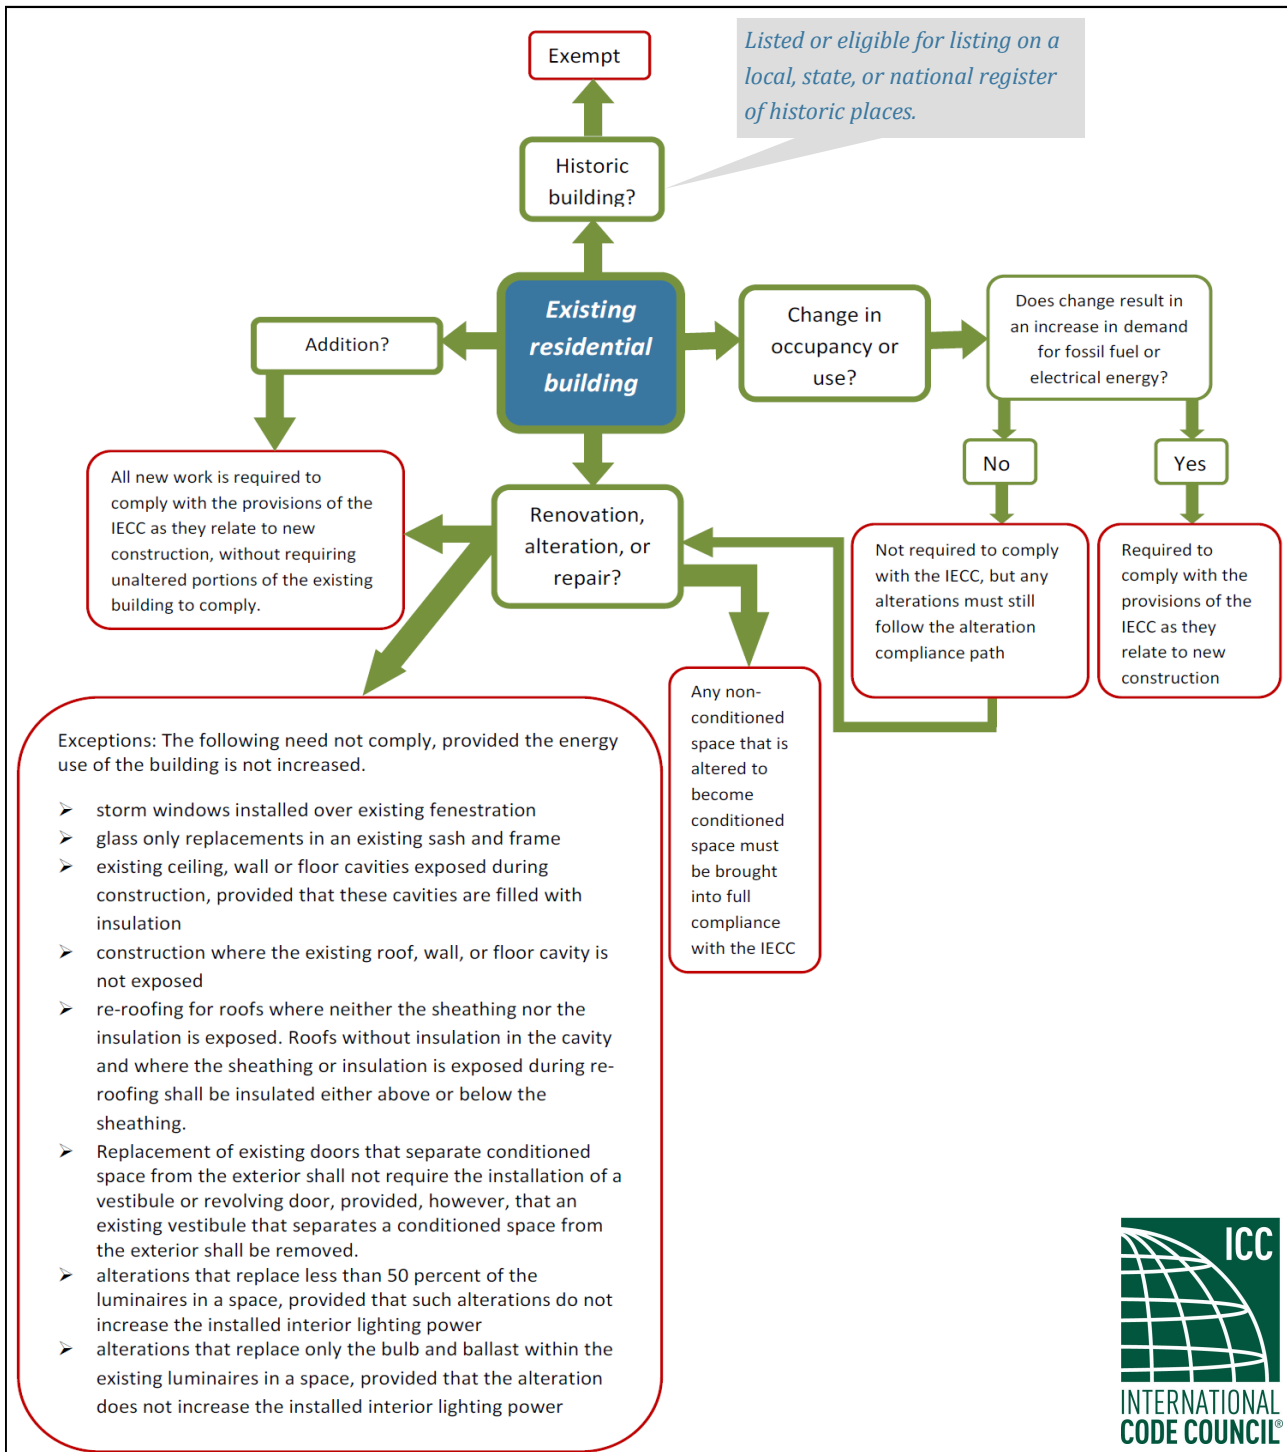 Exempt
Listed or eligible for listing on a
local, state, or national register
of historic places.
Historic
building?
Existing
residential
building
Addition?
Change in
occupancy or
use?
Does change result in
an increase in demand
for fossil fuel or
electrical energy?
No
Yes
All new work is required to
comply with the provisions of the
IECC as they relate to new
construction, without requiring
unaltered portions of the existing
building to comply.
Renovation,
alteration, or
repair?
Not required to comply
with the IECC, but any
alterations must still
follow the alteration
compliance path
Required to
comply with the
provisions of the
IECC as they
relate to new
construction
Any non-
conditioned
space that is
altered to
become
conditioned
space must
be brought
into full
compliance
with the IECC
Exceptions: The following need not comply, provided the energy
use of the building is not increased.
➢ storm windows installed over existing fenestration
➢ glass only replacements in an existing sash and frame
➢ existing ceiling, wall or floor cavities exposed during
construction, provided that these cavities are filled with
insulation
➢ construction where the existing roof, wall, or floor cavity is
not exposed
➢ re-roofing for roofs where neither the sheathing nor the
insulation is exposed. Roofs without insulation in the cavity
and where the sheathing or insulation is exposed during re-
roofing shall be insulated either above or below the
sheathing.
➢ Replacement of existing doors that separate conditioned
space from the exterior shall not require the installation of a
vestibule or revolving door, provided, however, that an
existing vestibule that separates a conditioned space from
the exterior shall be removed.
➢ alterations that replace less than 50 percent of the
luminaires in a space, provided that such alterations do not
increase the installed interior lighting power
➢ alterations that replace only the bulb and ballast within the
existing luminaires in a space, provided that the alteration
does not increase the installed interior lighting power
ICC
INTERNATIONAL
CODE COUNCIL®